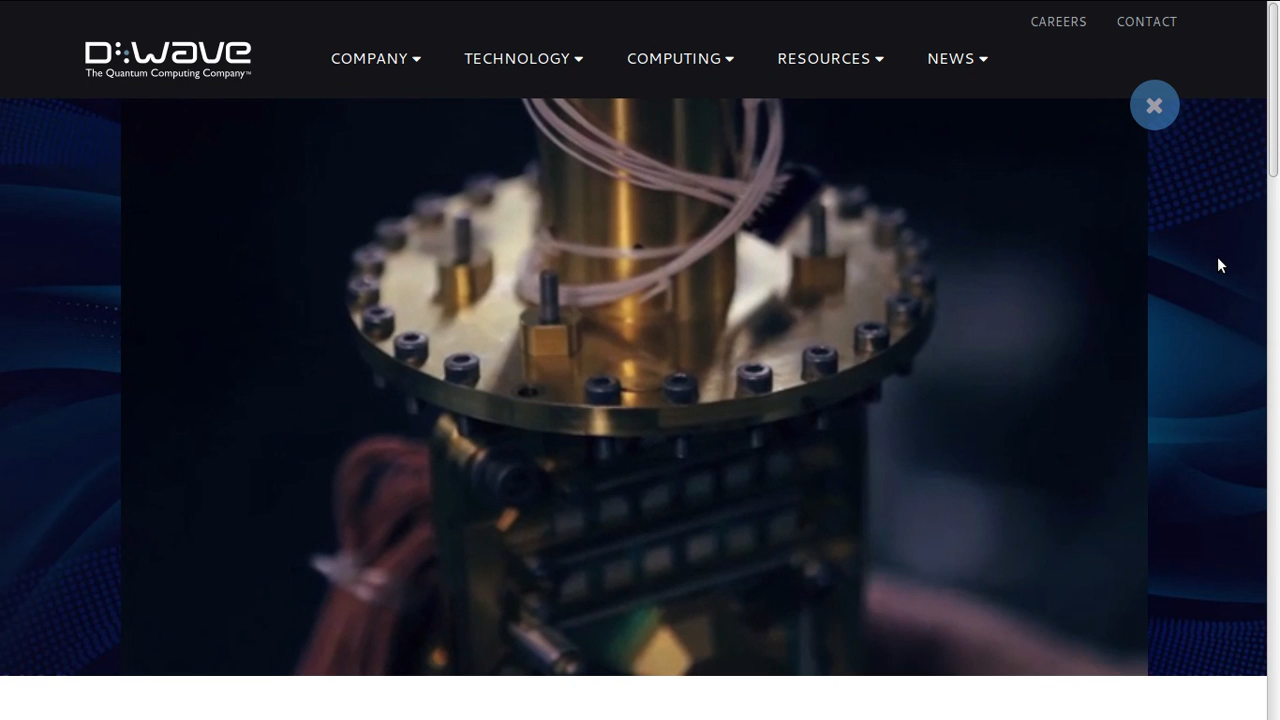 CAREERS CONTACT
D:Wave
The Quantum Computing Company™
COMPANY TECHNOLOGY COMPUTING RESOURCES NEWS